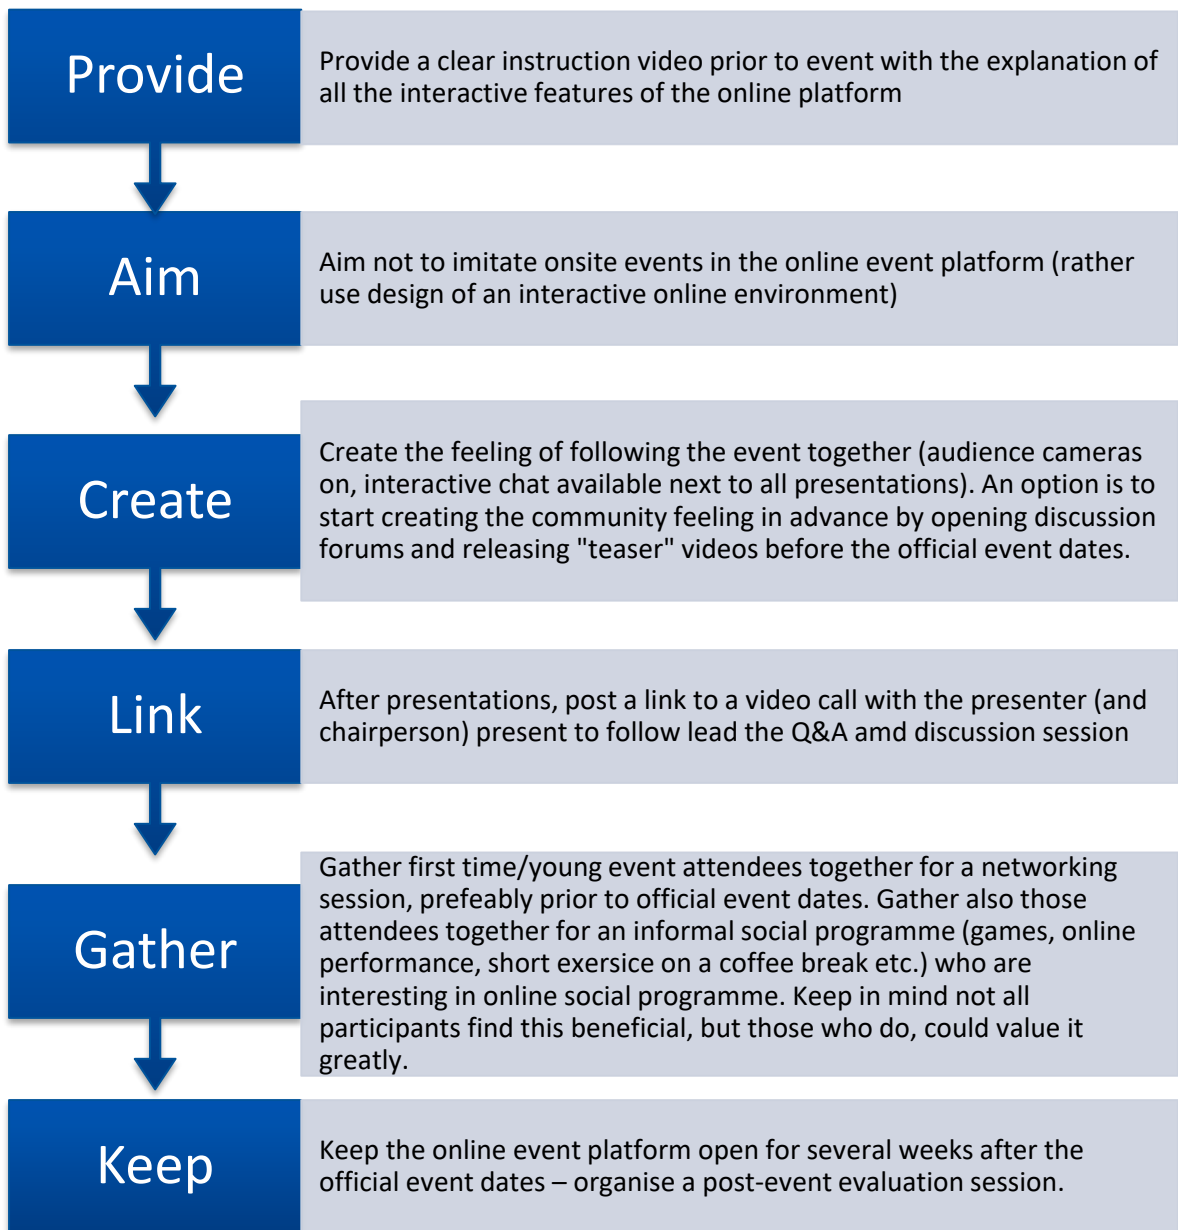 Provide
Provide a clear instruction video prior to event with the explanation of
all the interactive features of the online platform
Aim
Aim not to imitate onsite events in the online event platform (rather
use design of an interactive online environment)
Create
Create the feeling of following the event together (audience cameras
on, interactive chat available next to all presentations). An option is to
start creating the community feeling in advance by opening discussion
forums and releasing "teaser" videos before the official event dates.
Link
After presentations, post a link to a video call with the presenter (and
chairperson) present to follow lead the Q&A amd discussion session
Gather
Gather first time/young event attendees together for a networking
session, prefeably prior to official event dates. Gather also those
attendees together for an informal social programme (games, online
performance, short exersice on a coffee break etc.) who are
interesting in online social programme. Keep in mind not all
participants find this beneficial, but those who do, could value it
greatly.
Keep
Keep the online event platform open for several weeks after the
official event dates – organise a post-event evaluation session.